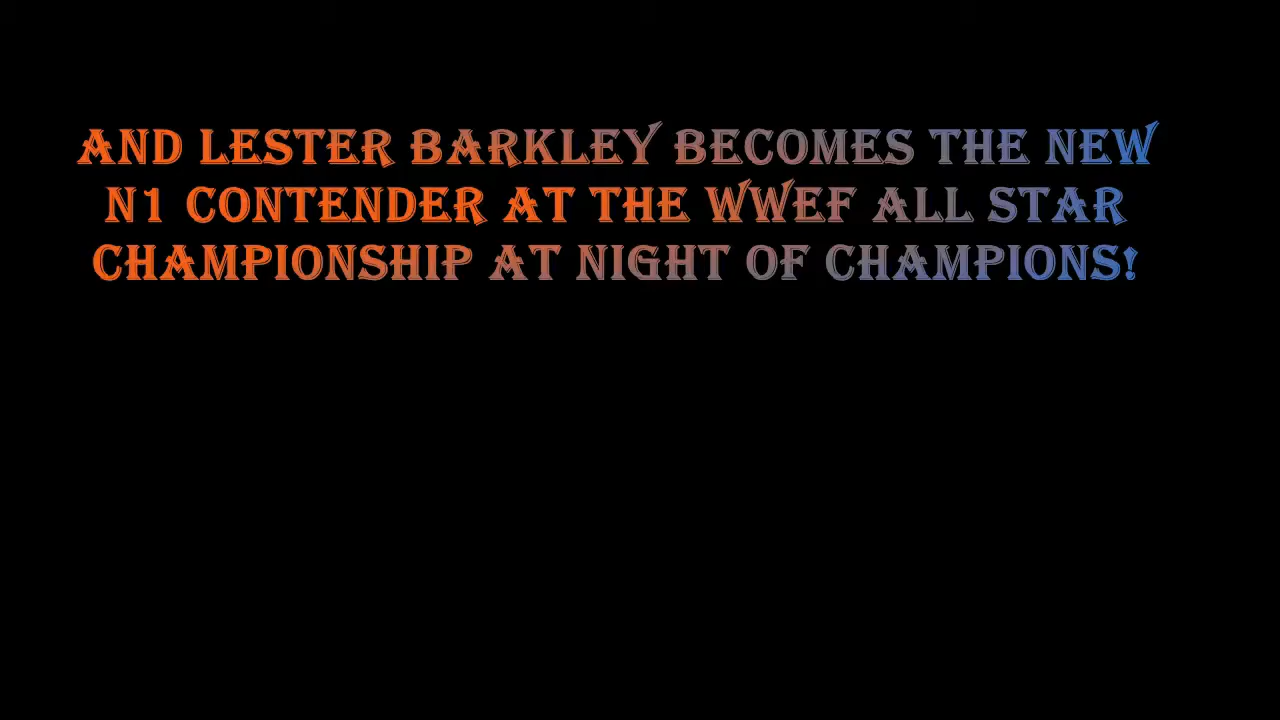 AND LESTER BARKLEY BECOMES THE NEW
N1 CONTENDER AT THE WWEF ALL STAR
CHAMPIONSHIP AT NIGHT OF CHAMPIONS!